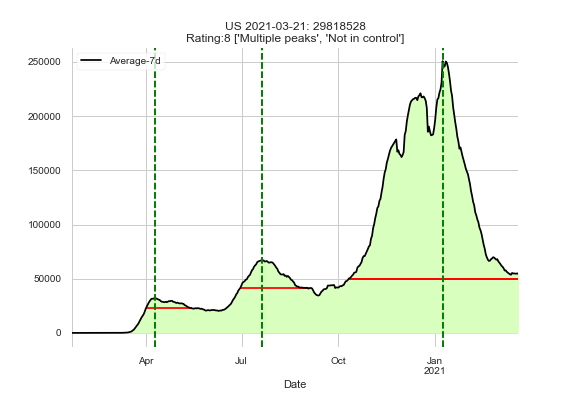 US 2021-03-21: 29818528
Rating:8 ['Multiple peaks', 'Not in control']
Average-7d
250000
200000
150000
100000
50000
0
Apr
Jul
Oct
Jan
2021
Date